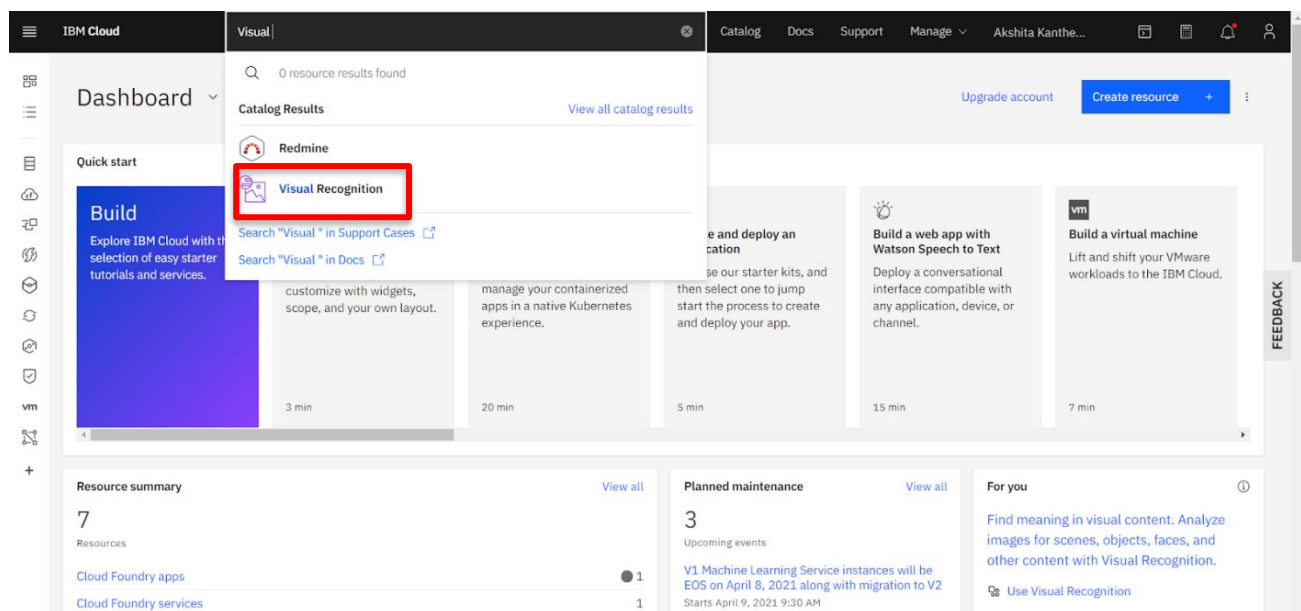 IBM Cloud
Visual
Catalog
Docs
Support
Manage
Akshita Kanthe...
0 resource results found
Catalog Results
View all catalog results
Redmine
Visual Recognition
Search "Visual " in Support Cases
Search "Visual " in Docs
Dashboard
Upgrade account
Create resource +
Quick start
Build
Explore IBM Cloud with
selection of easy starter
tutorials and services.
customize with widgets,
scope, and your own layout.
3 min
manage your containerized
apps in a native Kubernetes
experience.
20 min
and deploy an
our starter kits, and
then select one to jump
start the process to create
and deploy your app.
5 min
Build a web app with
Watson Speech to
Text
Deploy a conversational
interface compatible with
any application, device, or
channel.
15 min
vm
Build a virtual machine
Lift and shift your VMware
workloads to the IBM Cloud.
7 min
FEEDBACK
vm
Resource summary
View all
7
Resources
Cloud Foundry apps
1
Cloud Foundry services
1
Planned maintenance
View all
3
Upcoming events
V1 Machine Learning Service instances will be
EOS on April 8, 2021 along with migration to V2
Starts April 9, 2021 9:30 AM
For you
Find meaning in visual content. Analyze
images for scenes, objects, faces, and
other content with Visual Recognition.
Use Visual Recognition